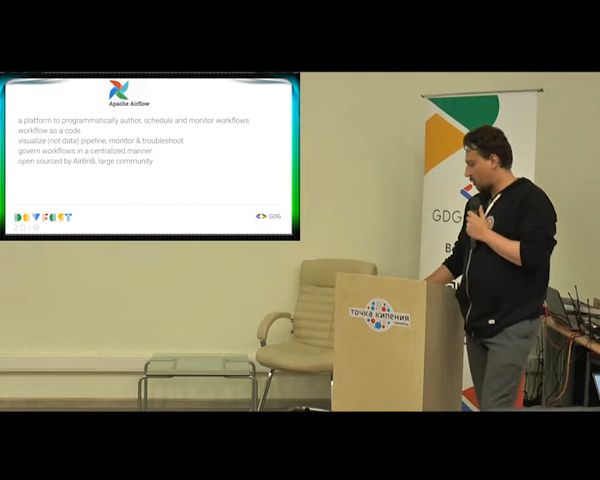 Apache Airflow
a platform to programmatically author, schedule and monitor workflows
workflow as a code
visualize (not data) pipeline, monitor & troubleshoot
govern workflows in a centralized manner
open sourced by AirBnB, large community
DEVFEST
2019
GDG
GDG
точка кипения